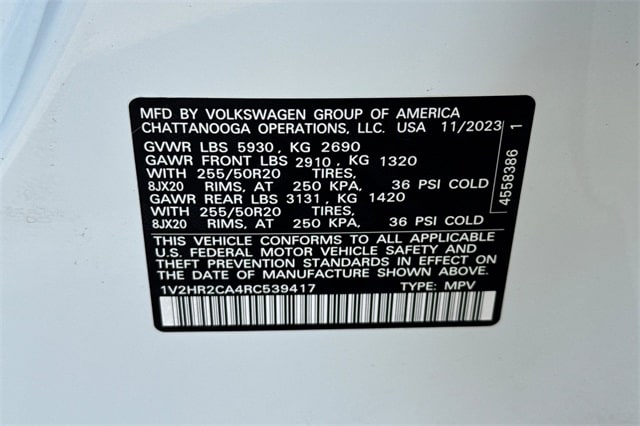 MFD BY VOLKSWAGEN GROUP OF AMERICA
CHATTANOOGA OPERATIONS, LLC. USA 11/2023
GVWR LBS 5930, KG 2690
GAWR FRONT LBS 2910, KG 1320
WITH 255/50R20 TIRES,
8JX20 RIMS, AT 250 KPA, 36 PSI COLD
GAWR REAR LBS 3131, KG 1420
WITH 255/50R20 TIRES,
8JX20 RIMS, AT 250 KPA, 36 PSI COLD
THIS VEHICLE CONFORMS TO ALL APPLICABLE
U.S. FEDERAL MOTOR VEHICLE SAFETY AND
THEFT PREVENTION STANDARDS IN EFFECT ON
THE DATE OF MANUFACTURE SHOWN ABOVE.
1V2HR2CA4RC539417 TYPE: MPV
4558386 1